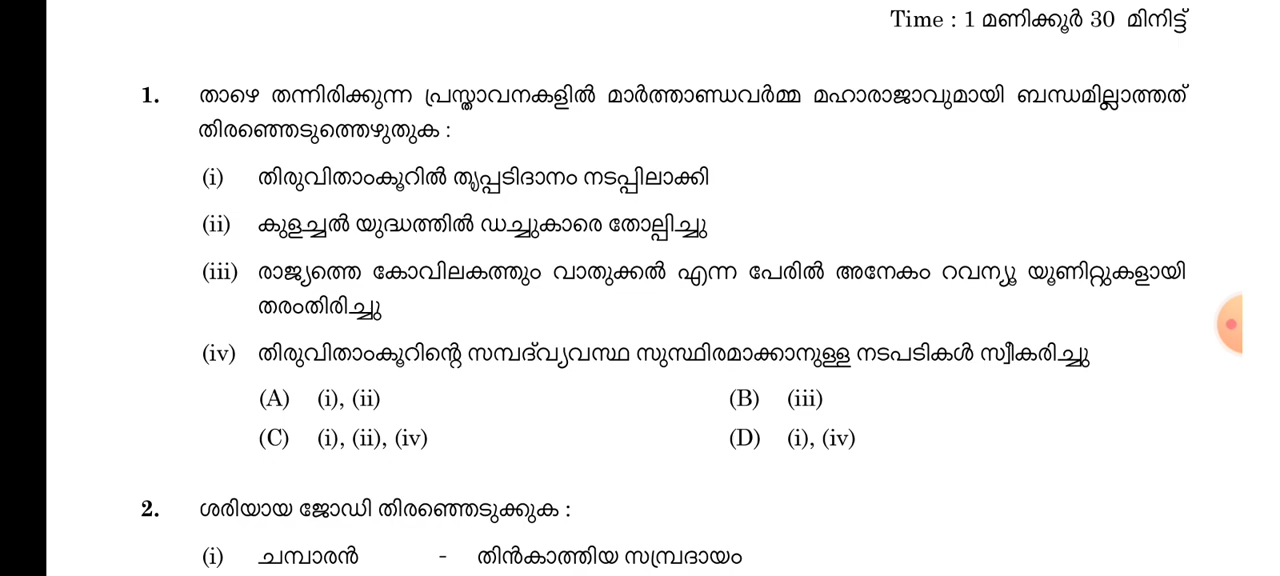 Time : 1 മണിക്കൂർ 30 മിനിട്ട്
1. താഴെ തന്നിരിക്കുന്ന പ്രസ്താവനകളിൽ മാർത്താണ്ഡവർമ്മ മഹാരാജാവുമായി ബന്ധമില്ലാത്തത്
തിരഞ്ഞെടുത്തെഴുതുക :
(i) തിരുവിതാംകൂറിൽ തൃപ്പടിദാനം നടപ്പിലാക്കി
(ii) കുളച്ചൽ യുദ്ധത്തിൽ ഡച്ചുകാരെ തോല്പിച്ചു
(iii) രാജ്യത്തെ കോവിലകത്തും വാതുക്കൽ എന്ന പേരിൽ അനേകം റവന്യൂ യൂണിറ്റുകളായി
തരംതിരിച്ചു
(iv) തിരുവിതാംകൂറിന്റെ സമ്പദ്‌വ്യവസ്ഥ സുസ്ഥിരമാക്കാനുള്ള നടപടികൾ സ്വീകരിച്ചു
(A) (i), (ii) (B) (iii)
(C) (i), (ii), (iv) (D) (i), (iv)
2. ശരിയായ ജോഡി തിരഞ്ഞെടുക്കുക :
(i) ചമ്പാരൻ - തിൻകാത്തിയ സമ്പ്രദായം